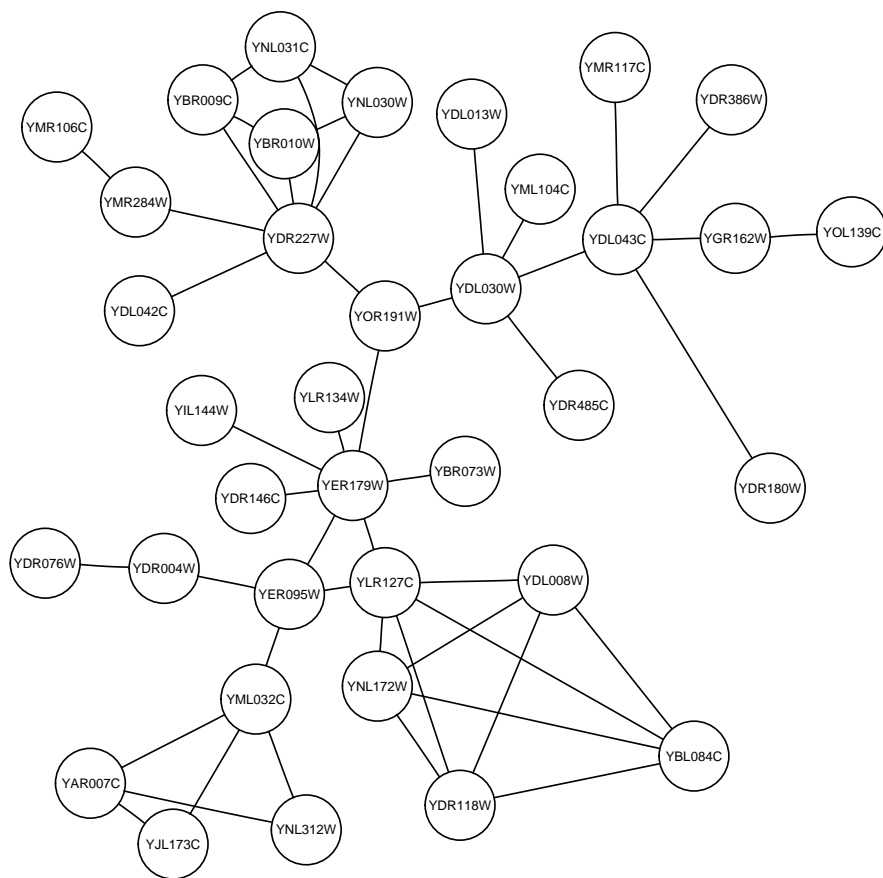 YNL031C
YMR117C
YBR009C
YNL030W
YDR386W
YDL013W
YMR106C
YBR010W
YML104C
YMR284W
YDR227W
YDL043C
YGR162W
YOL139C
YDL030W
YDL042C
YOR191W
YLR134W
YIL144W
YDR485C
YBR073W
YER179W
YDR146C
YDR180W
YDR076W
YDR004W
YER095W
YLR127C
YDL008W
YNL172W
YML032C
YBL084C
YAR007C
YDR118W
YNL312W
YJL173C